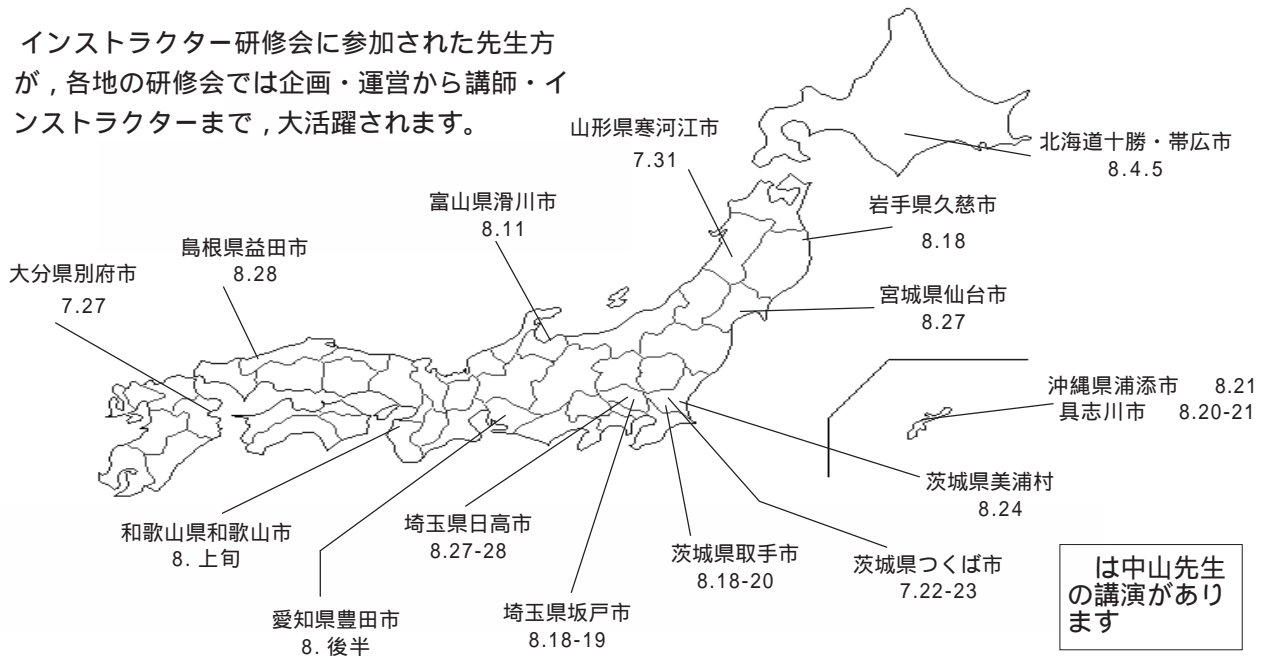 インストラクター研修会に参加された先生方
が，各地の研修会では企画・運営から講師・イ
ンストラクターまで，大活躍されます。
山形県寒河江市
7.31
北海道十勝・帯広市
8.4.5
富山県滑川市
8.11
岩手県久慈市
8.18
島根県益田市
8.28
大分県別府市
7.27
宮城県仙台市
8.27
沖縄県浦添市 8.21
具志川市 8.20-21
茨城県美浦村
8.24
和歌山県和歌山市
8. 上旬
埼玉県日高市
8.27-28
茨城県取手市
8.18-20
茨城県つくば市
7.22-23
愛知県豊田市
8. 後半
埼玉県坂戸市
8.18-19
は中山先生
の講演があり
ます